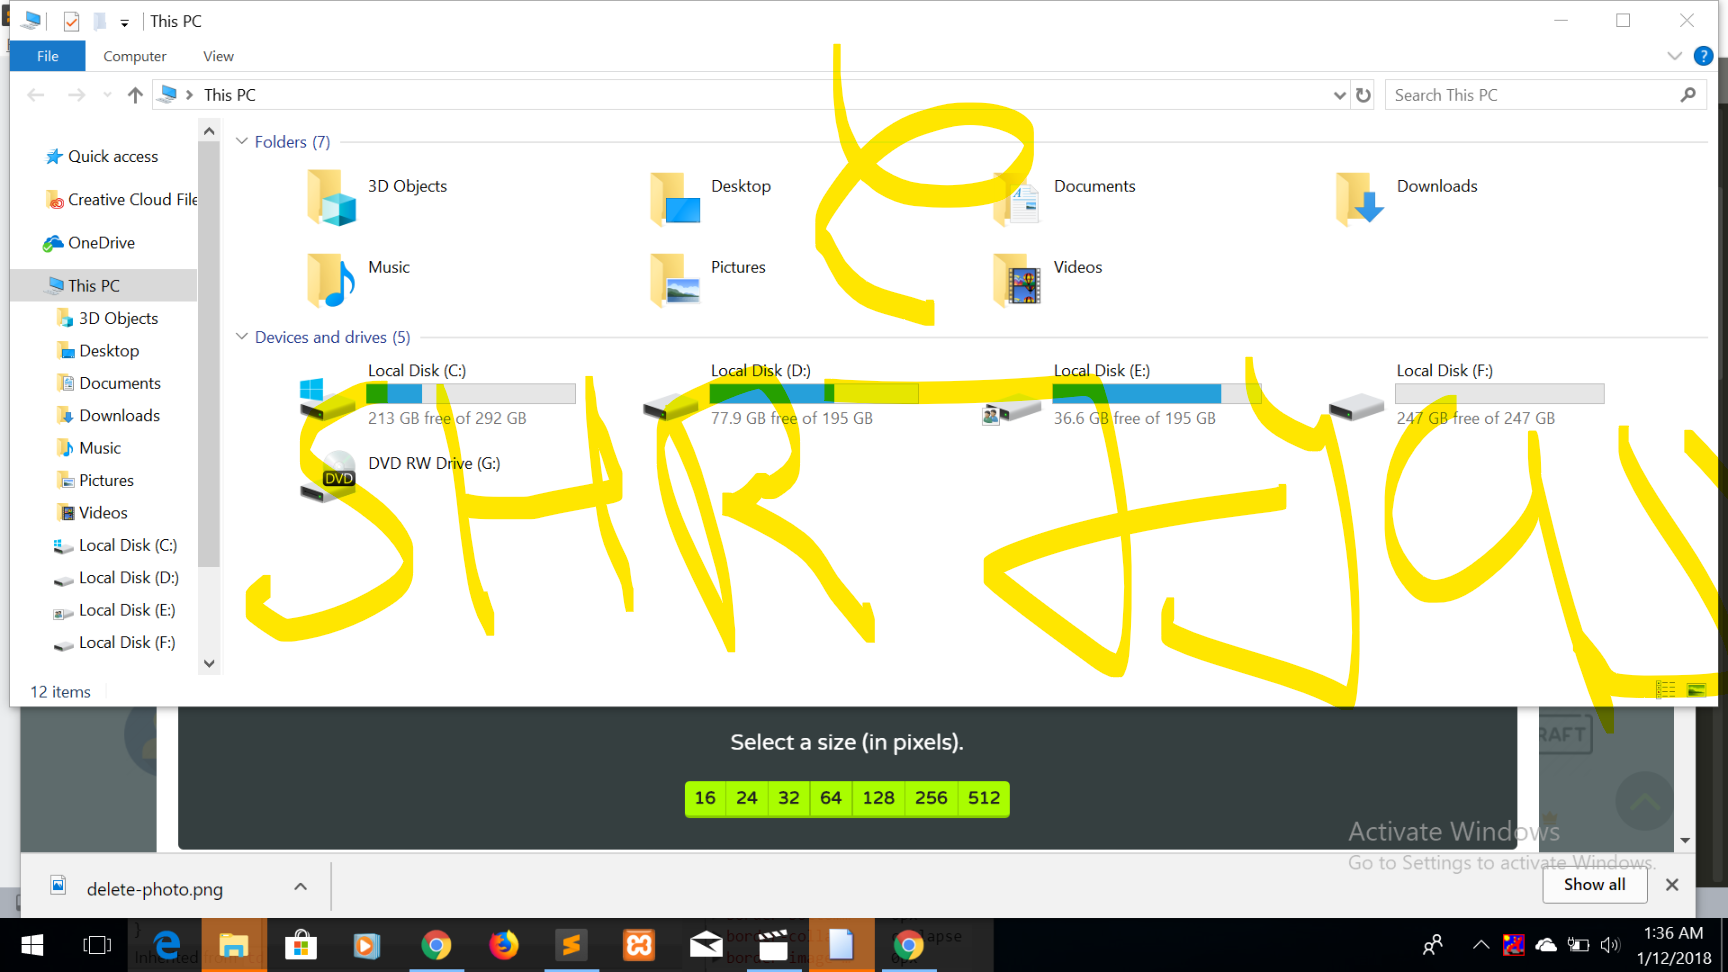 This PC
File Computer View
This PC
Search This PC
Quick access
Creative Cloud File
OneDrive
This PC
3D Objects
Desktop
Documents
Downloads
Music
Pictures
Videos
Local Disk (C:)
Local Disk (D:)
Local Disk (E:)
Local Disk (F:)
12 items
Folders (7)
3D Objects Desktop Documents Downloads
Music Pictures Videos
Devices and drives (5)
Local Disk (C:) Local Disk (D:) Local Disk (E:) Local Disk (F:)
213 GB free of 292 GB 77.9 GB free of 195 GB 36.6 GB free of 195 GB 247 GB free of 247 GB
DVD RW Drive (G:)
DVD
SHR
Select a size (in pixels).
16 24 32 64 128 256 512
Activate Windows
Go to Settings to activate Windows.
delete-photo.png
Show all
1:36 AM
1/12/2018